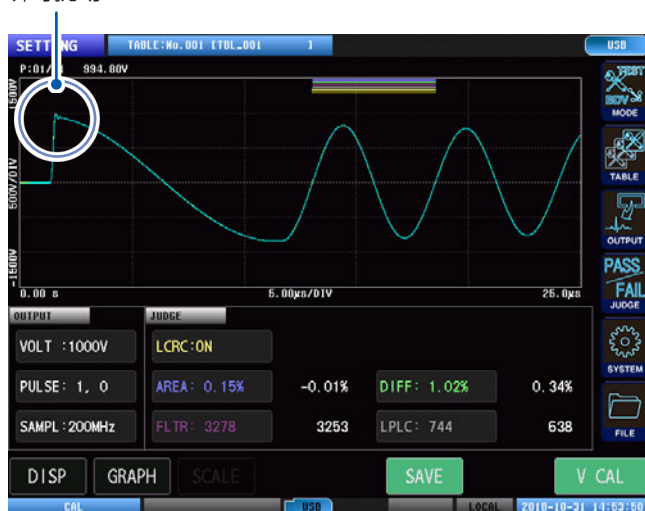 SETTING
TABLE:No.001 [TBL_001 ]
USB
P:01/
994.00V
1500V
500V/DIV
-1500V
0.00 s
5.00µs/DIV
25.0µs
TEST
BDV
MODE
TABLE
OUTPUT
PASS
FAIL
JUDGE
SYSTEM
FILE
OUTPUT
JUDGE
VOLT :1000V
LCRC:ON
PULSE: 1, 0
AREA: 0.15%
-0.01%
DIFF: 1.02%
0.34%
SAMPL:200MHz
FLTR: 3278
3253
LPLC: 744
638
DISP
GRAPH
SCALE
SAVE
V CAL
CAL
USB
LOCAL
2018-10-31 14:53:50